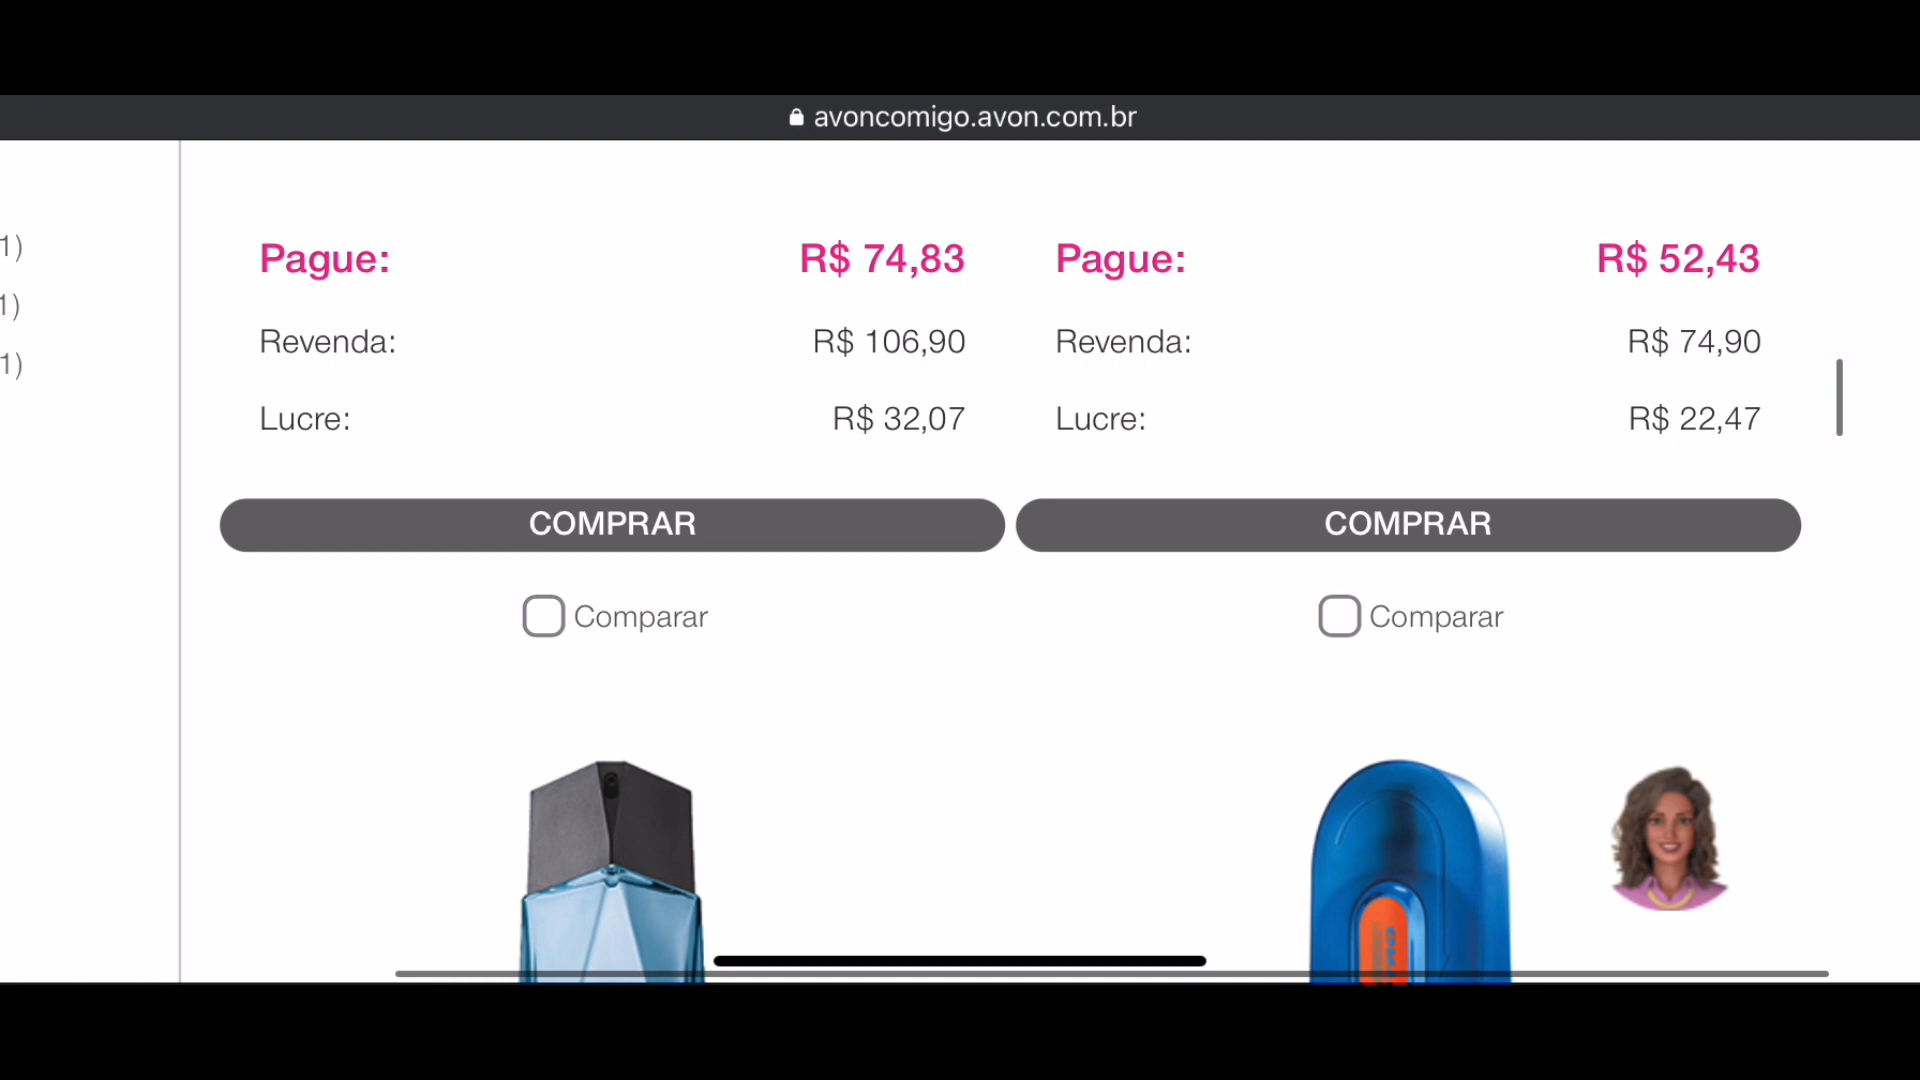 avoncomigo.avon.com.br
1)
1)
1)
Pague: R$ 74,83
Revenda: R$ 106,90
Lucre: R$ 32,07
COMPRAR
Comparar
Pague: R$ 52,43
Revenda: R$ 74,90
Lucre: R$ 22,47
COMPRAR
Comparar